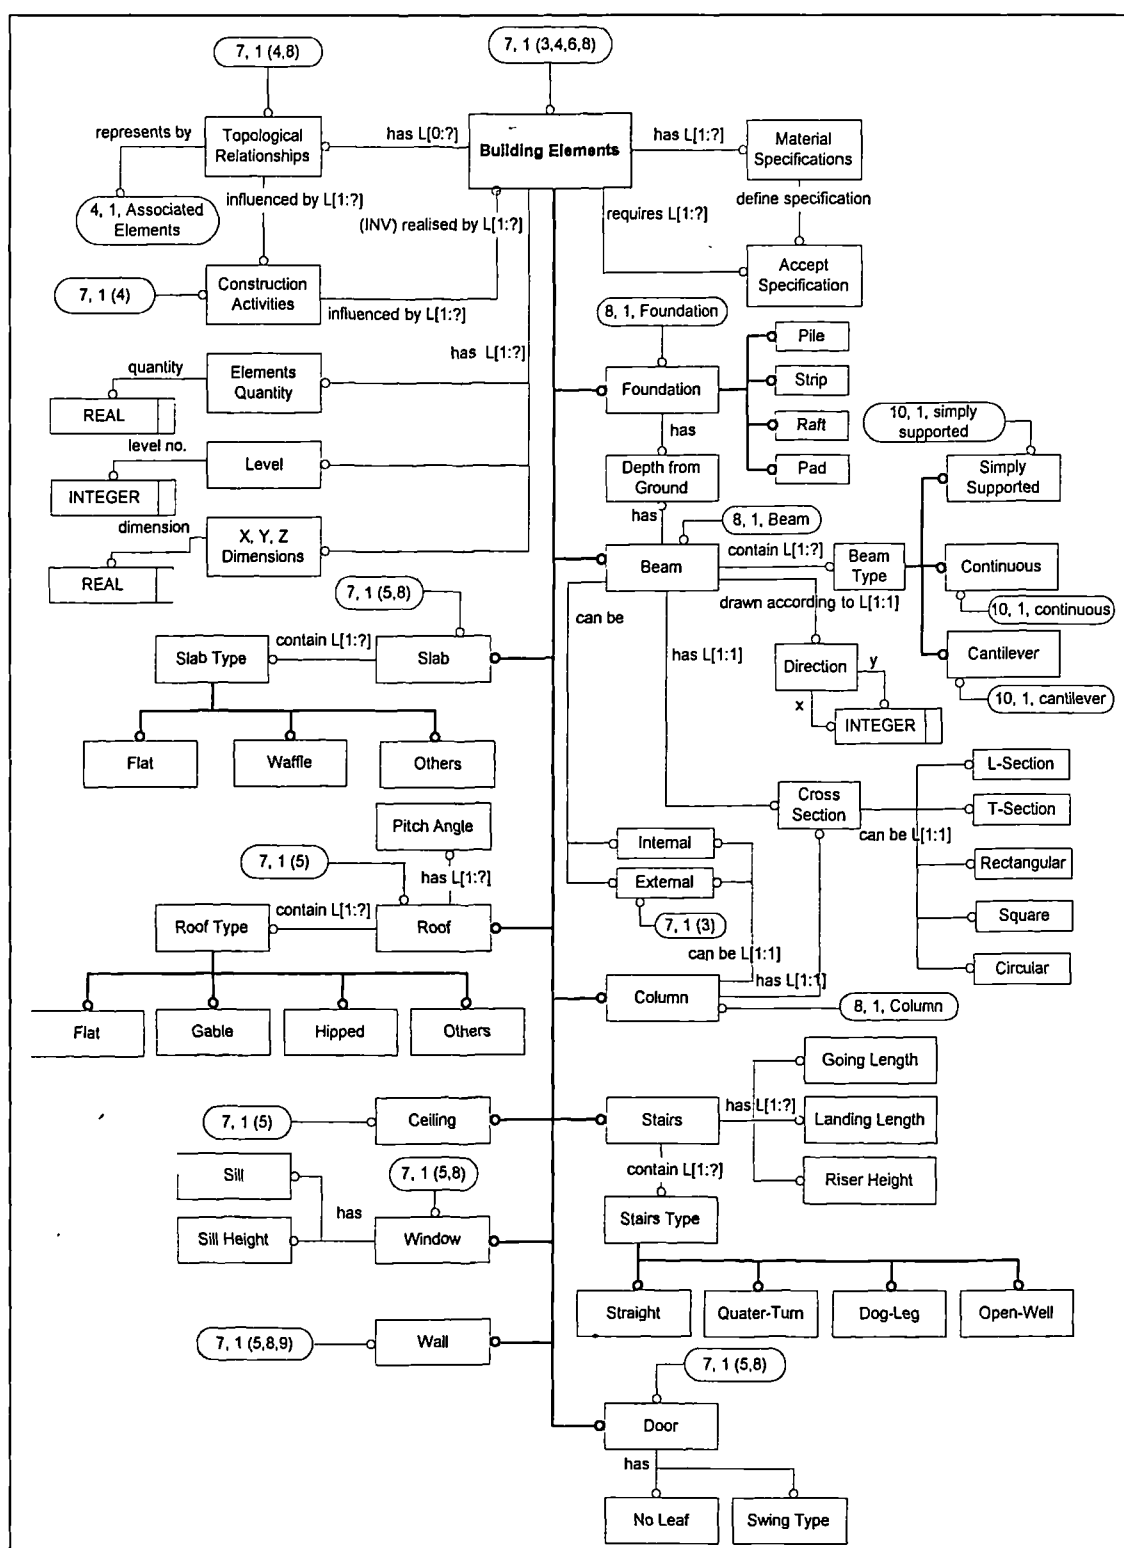 7, 1 (4,8)
7, 1 (3,4,6,8)
represents by
Topological
Relationships
has L[0:?]
Building Elements
has L[1:?]
Material
Specifications
4, 1, Associated
Elements
influenced by L[1:?]
(INV) realised by L[1:?]
requires L[1:?]
define specification
7, 1 (4)
Construction
Activities
influenced by L[1:?]
Accept
Specification
8, 1, Foundation
has L[1:?]
quantity
Elements
Quantity
REAL
Foundation
Pile
Strip
Raft
Pad
has
Depth from
Ground
10, 1, simply
supported
Simply
Supported
level no.
Level
INTEGER
dimension
X, Y, Z
Dimensions
REAL
has
8, 1, Beam
Beam
contain L[1:?]
Beam
Type
Continuous
10, 1, continuous
Cantilever
10, 1, cantilever
7, 1 (5,8)
can be
drawn according to L[1:1]
Slab Type
contain L[1:?]
Slab
has L[1:1]
Direction
y
x
INTEGER
Flat
Waffle
Others
Cross
Section
can be L[1:1]
L-Section
T-Section
Rectangular
Square
Circular
Pitch Angle
7, 1 (5)
has L[1:?]
Internal
External
7, 1 (3)
Roof Type
contain L[1:?]
Roof
can be L[1:1]
has L[1:1]
Column
8, 1, Column
Flat
Gable
Hipped
Others
7, 1 (5)
Ceiling
Stairs
has L[1:?]
Going Length
Landing Length
Riser Height
Sill
7, 1 (5,8)
contain L[1:?]
Sill Height
has
Window
Stairs Type
Straight
Quater-Turn
Dog-Leg
Open-Well
7, 1 (5,8,9)
Wall
7, 1 (5,8)
Door
has
No Leaf
Swing Type